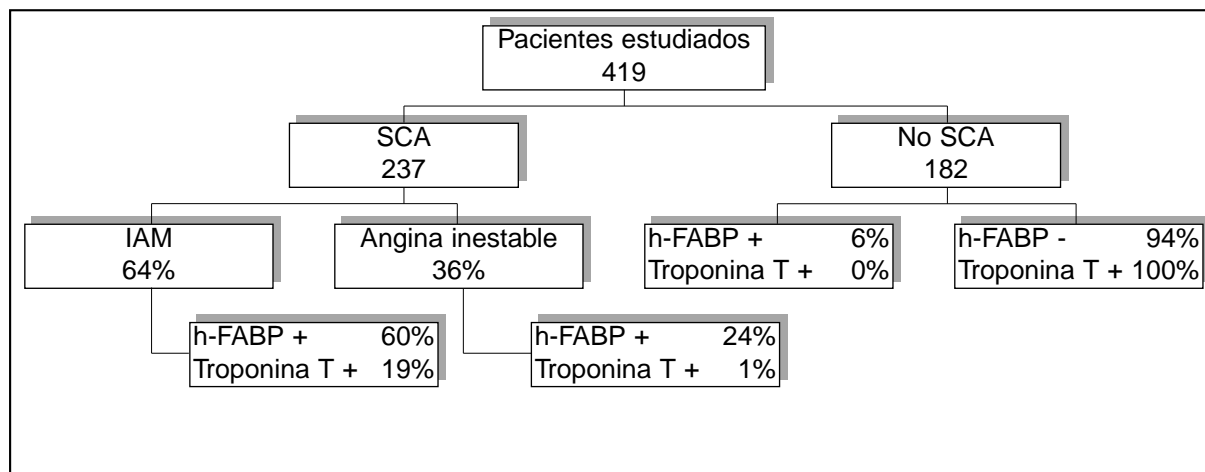 Pacientes estudiados
419
SCA
237
No SCA
182
IAM
64%
Angina inestable
36%
h-FABP + 6%
Troponina T + 0%
h-FABP - 94%
Troponina T + 100%
h-FABP + 60%
Troponina T + 19%
h-FABP + 24%
Troponina T + 1%